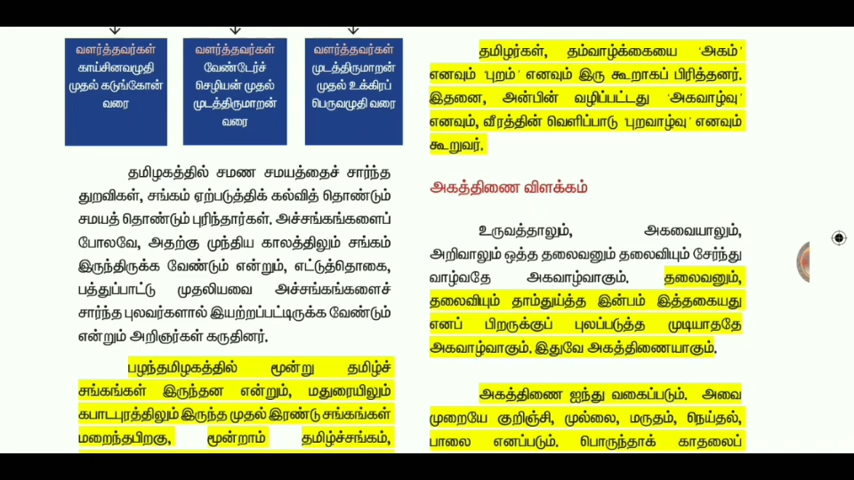 வளர்த்தவர்கள்
காய்சினவழுதி
முதல் கடுங்கோன்
வரை
வளர்த்தவர்கள்
வேண்டேர்ச்
செழியன் முதல்
முடத்திருமாறன்
வரை
வளர்த்தவர்கள்
முடத்திருமாறன்
முதல் உக்கிரப்
பெருவழுதி வரை
தமிழகத்தில் சமண சமயத்தைச் சார்ந்த
துறவிகள், சங்கம் ஏற்படுத்திக் கல்வித் தொண்டும்
சமயத் தொண்டும் புரிந்தார்கள். அச்சங்கங்களைப்
போலவே, அதற்கு முந்திய காலத்திலும் சங்கம்
இருந்திருக்க வேண்டும் என்றும், எட்டுத்தொகை,
பத்துப்பாட்டு முதலியவை அச்சங்கங்களைச்
சார்ந்த புலவர்களால் இயற்றப்பட்டிருக்க வேண்டும்
என்றும் அறிஞர்கள் கருதினர்.
பழந்தமிழகத்தில் மூன்று தமிழ்ச்
சங்கங்கள் இருந்தன என்றும், மதுரையிலும்
கபாடபுரத்திலும் இருந்த முதல் இரண்டு சங்கங்கள்
மறைந்தபிறகு, மூன்றாம் தமிழ்ச்சங்கம்,
தமிழர்கள், தம்வாழ்க்கையை 'அகம்'
எனவும் 'புறம்' எனவும் இரு கூறாகப் பிரித்தனர்.
இதனை, அன்பின் வழிப்பட்டது 'அகவாழ்வு'
எனவும், வீரத்தின் வெளிப்பாடு 'புறவாழ்வு' எனவும்
கூறுவர்.
அகத்திணை விளக்கம்
உருவத்தாலும், அகவையாலும்,
அறிவாலும் ஒத்த தலைவனும் தலைவியும் சேர்ந்து
வாழ்வதே அகவாழ்வாகும். தலைவனும்,
தலைவியும் தாம்துய்த்த இன்பம் இத்தகையது
எனப் பிறருக்குப் புலப்படுத்த முடியாததே
அகவாழ்வாகும். இதுவே அகத்திணையாகும்.
அகத்திணை ஐந்து வகைப்படும். அவை
முறையே குறிஞ்சி, முல்லை, மருதம், நெய்தல்,
பாலை எனப்படும். பொருந்தாக் காதலைப்